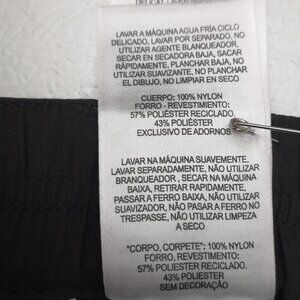 LAVAR A MÁQUINA AGUA FRÍA CICLO
DELICADO, LAVAR POR SEPARADO, NO
UTILIZAR AGENTE BLANQUEADOR,
SECAR EN SECADORA BAJA, SACAR
RÁPIDAMENTE, PLANCHAR BAJA, NO
UTILIZAR SUAVIZANTE, NO PLANCHAR
EL DIBUJO, NO LIMPIAR EN SECO
CUERPO: 100% NYLON
FORRO - REVESTIMIENTO:
57% POLIÉSTER RECICLADO,
43% POLIÉSTER
EXCLUSIVO DE ADORNOS
LAVAR NA MÁQUINA SUAVEMENTE,
LAVAR SEPARADAMENTE, NÃO UTILIZAR
BRANQUEADOR, SECAR NA MÁQUINA
BAIXA, RETIRAR RAPIDAMENTE,
PASSAR A FERRO BAIXA, NÃO UTILIZAR
SUAVIZANTE, NÃO PASAR A FERRO NO
TRESPASSE, NÃO UTILIZAR LIMPEZA
A SECO
"CORPO, CORPETE": 100% NYLON
FORRO, REVESTIMENTO:
57% POLIÉSTER RECICLADO,
43% POLIÉSTER
SEM DECORAÇÃO